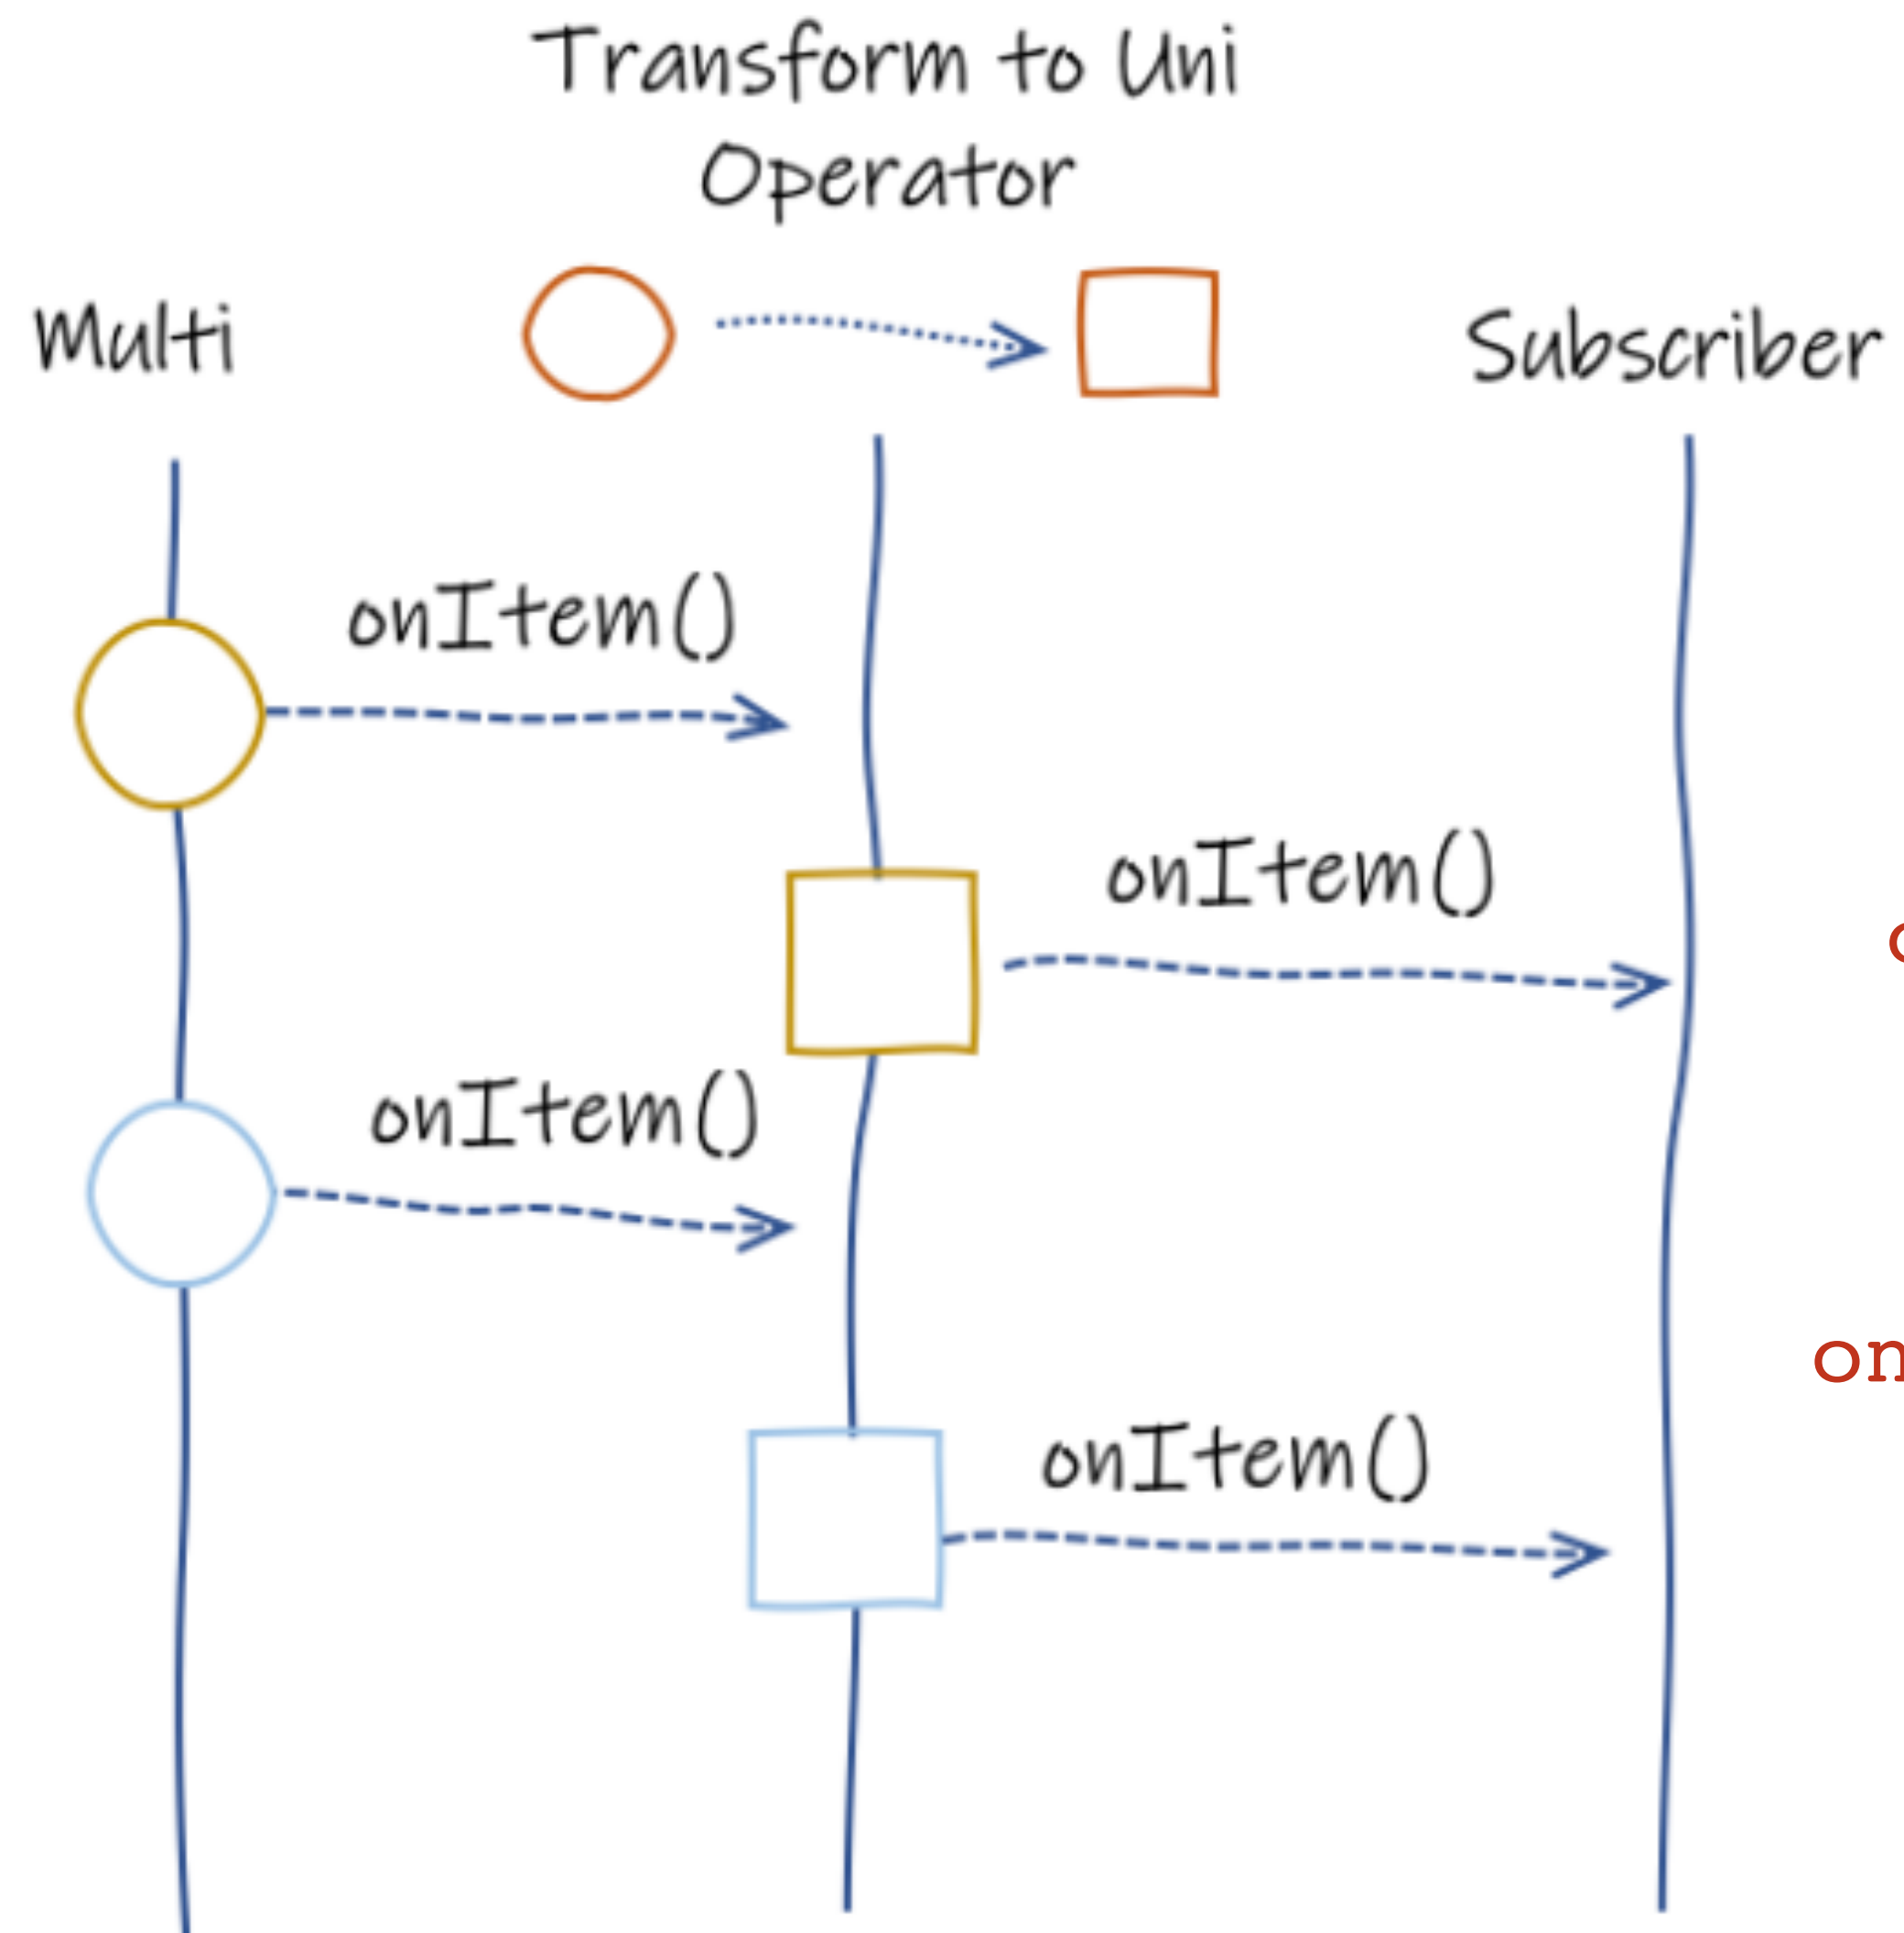 Transform to Uni
Operator
Multi
Subscriber
onItem()
onItem()
onItem()
onItem()